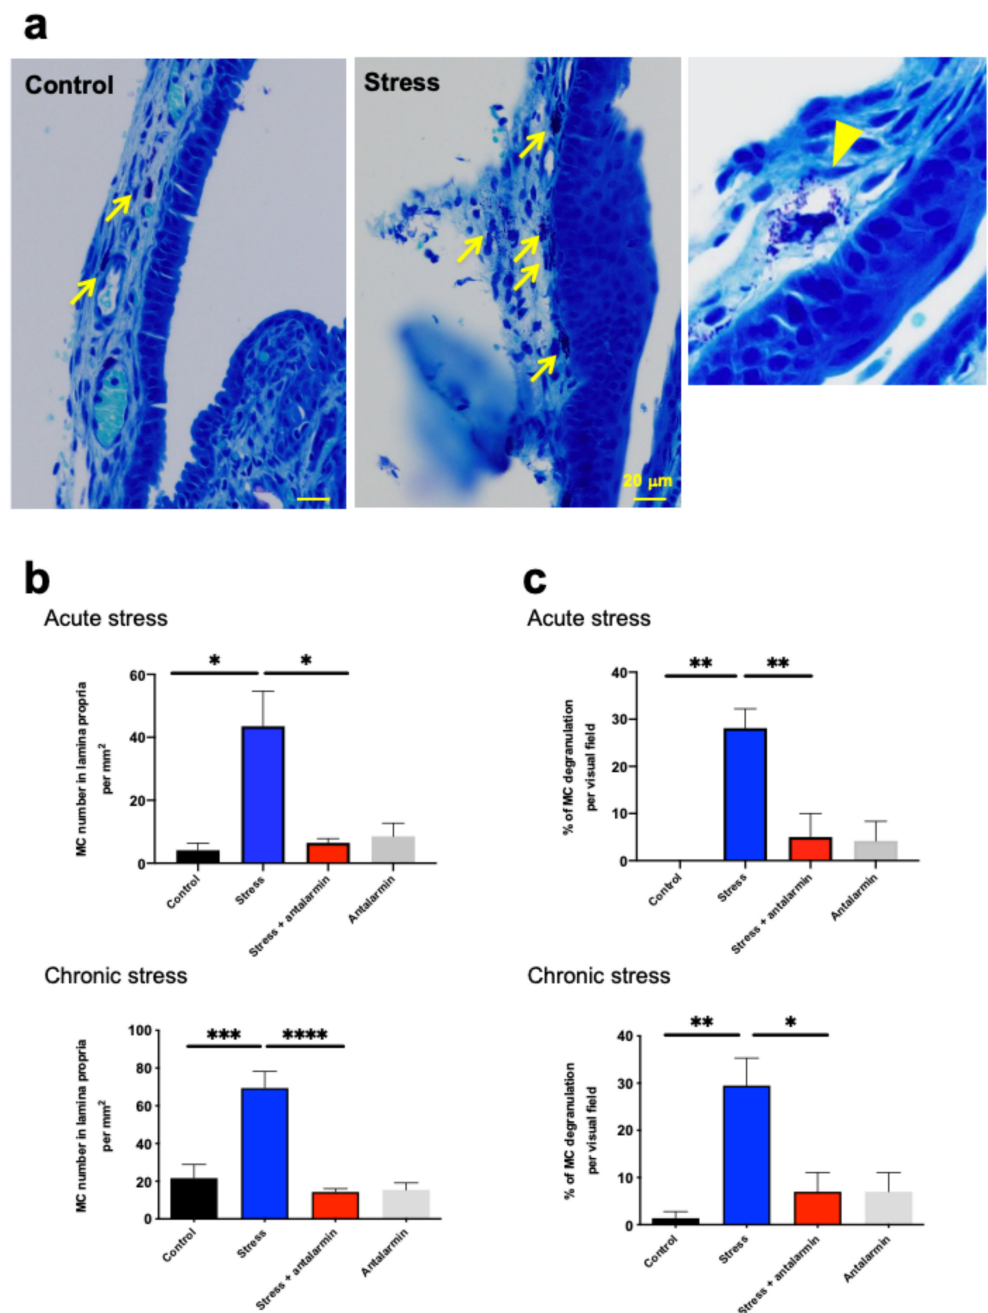 a
Control
Stress
20 µm
b
Acute stress
MC number in lamina propria
per mm²
60
40
20
0
*
*
Control
Stress
Stress + antalarmin
Antalarmin
Chronic stress
MC number in lamina propria
per mm²
100
80
60
40
20
0
***
****
Control
Stress
Stress + antalarmin
Antalarmin
c
Acute stress
% of MC degranulation
per visual field
40
30
20
10
0
**
**
Control
Stress
Stress + antalarmin
Antalarmin
Chronic stress
% of MC degranulation
per visual field
40
30
20
10
0
**
*
Control
Stress
Stress + antalarmin
Antalarmin